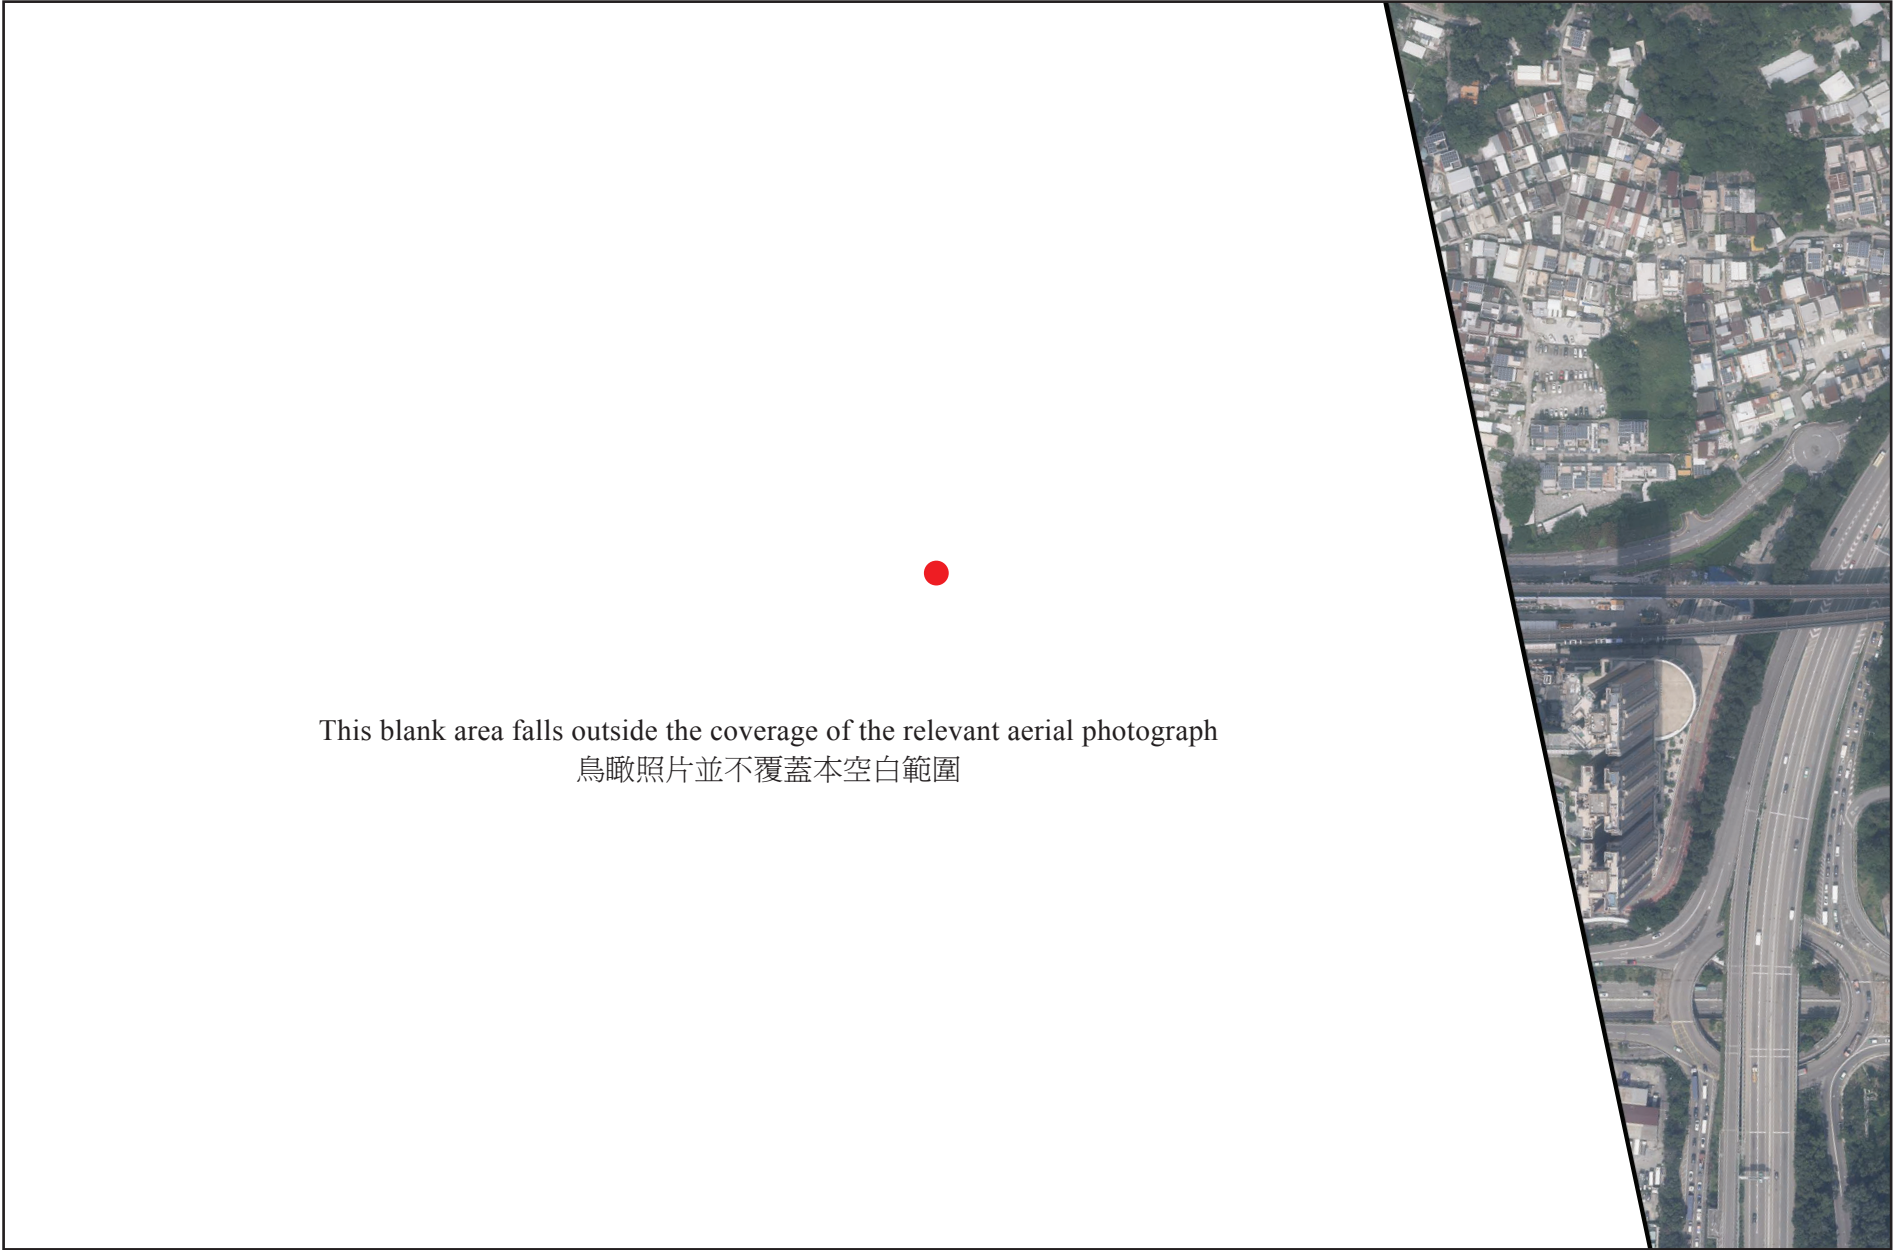 This blank area falls outside the coverage of the relevant aerial photograph
鳥瞰照片並不覆蓋本空白範圍